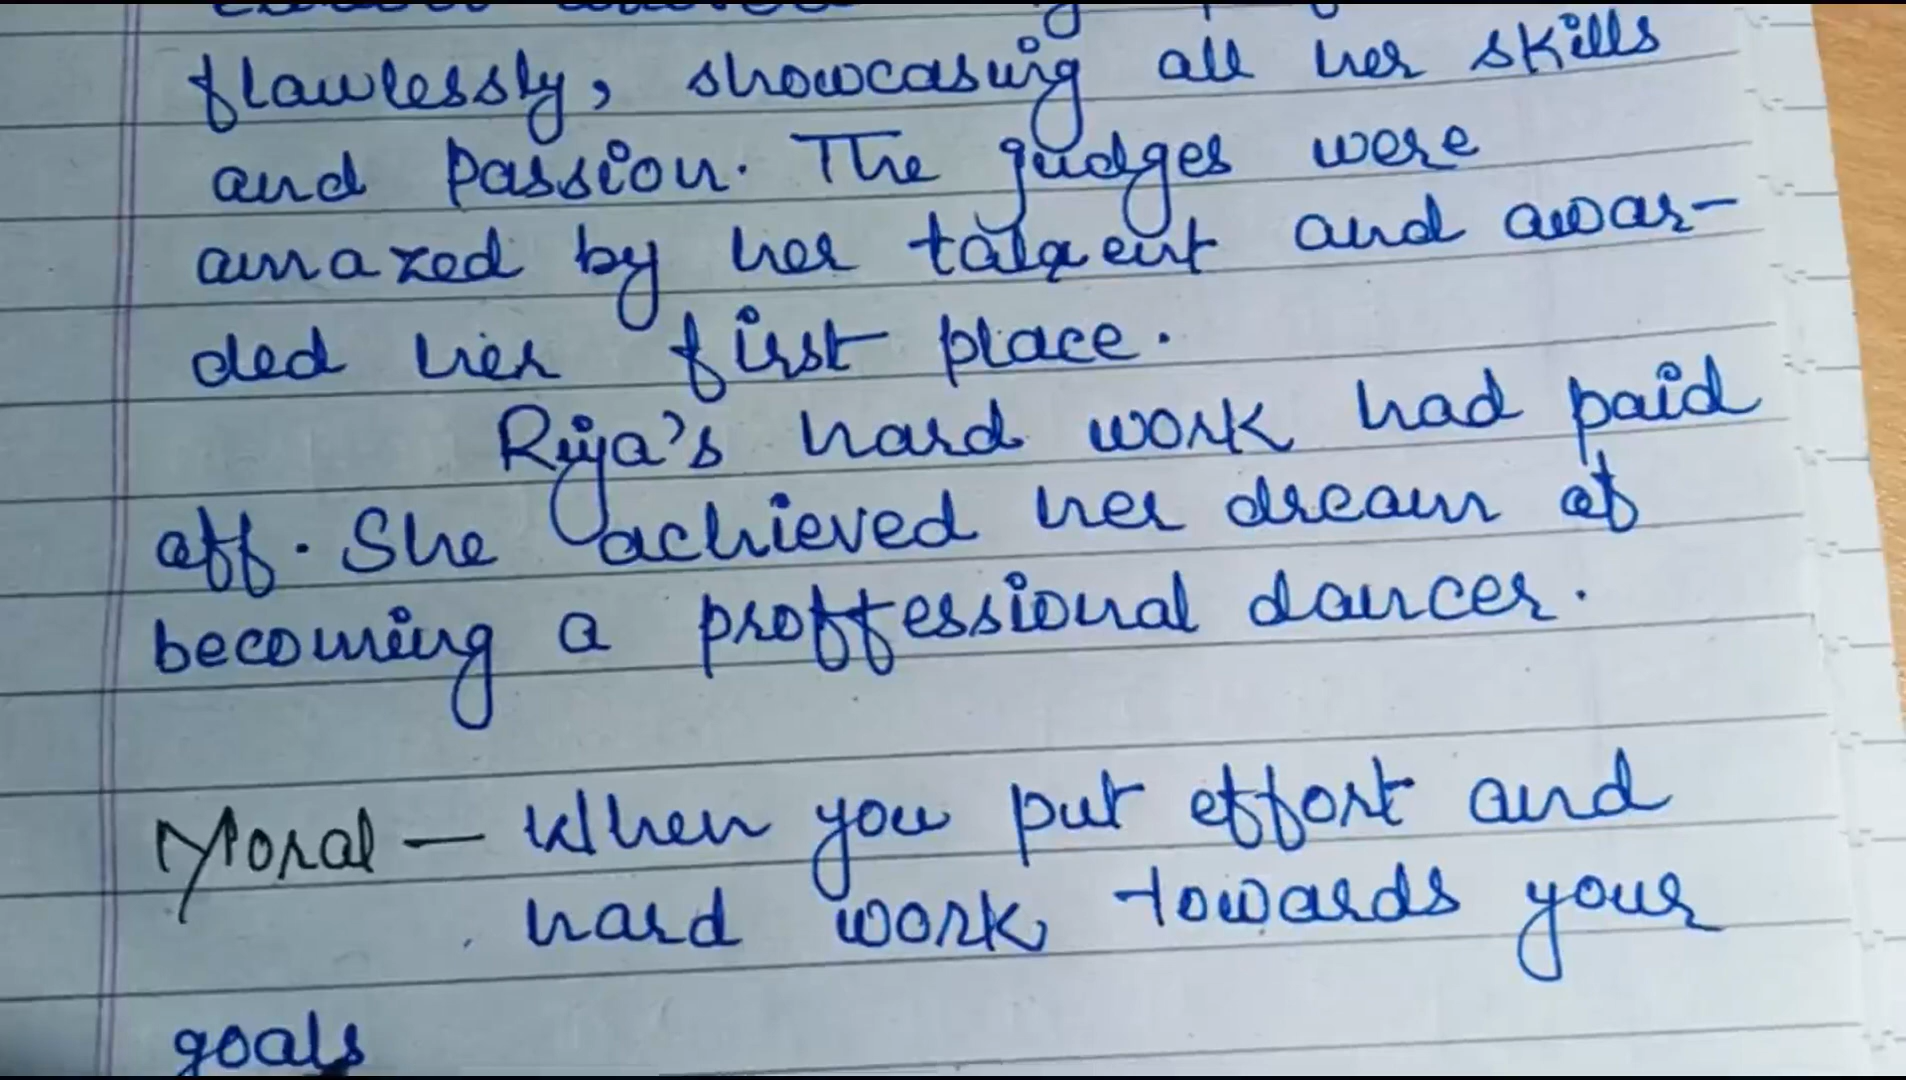 flawlessly, showcasing all her skills
and passion. The judges were
amazed by her talaent and awar-
ded her first place.
Riya's hard work had paid
off. She achieved her dream of
becoming a proffessional dancer.
Moral - When you put effort and
hard work, towards your
goals